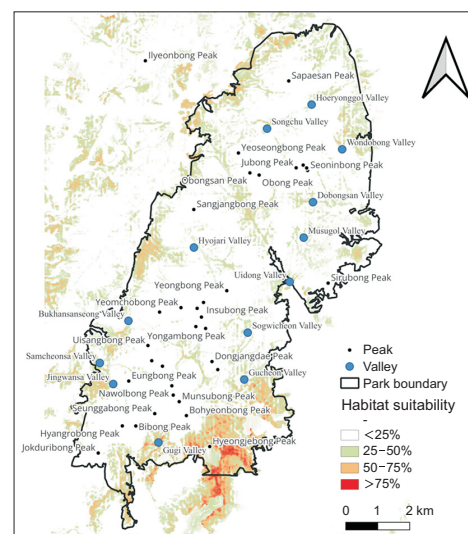 Ilyeonbong Peak
Sapaesan Peak
Hoeryonggol Valley
Songchu Valley
Wondobong Valley
Yeoseongbong Peak
Jubong Peak
Seoninbong Peak
Obongsan Peak
Obong Peak
Dobongsan Valley
Sangjangbong Peak
Musugol Valley
Hyojari Valley
Uidong Valley
Sirubong Peak
Yeongbong Peak
Yeomchobong Peak
Insubong Peak
Bukhansanseong Valley
Sogwicheon Valley
Uisangbong Peak
Yongambong Peak
Samcheonsa Valley
Dongjangdae Peak
Jingwansa Valley
Eungbong Peak
Gucheon Valley
Nawolbong Peak
Munsubong Peak
Seunggabong Peak
Bohyeonbong Peak
Hyangrobong Peak
Bibong Peak
Hyeongjebong Peak
Jokduribong Peak
Gugi Valley
Peak
Valley
Park boundary
Habitat suitability
-
<25%
25–50%
50–75%
>75%
0 1 2 km